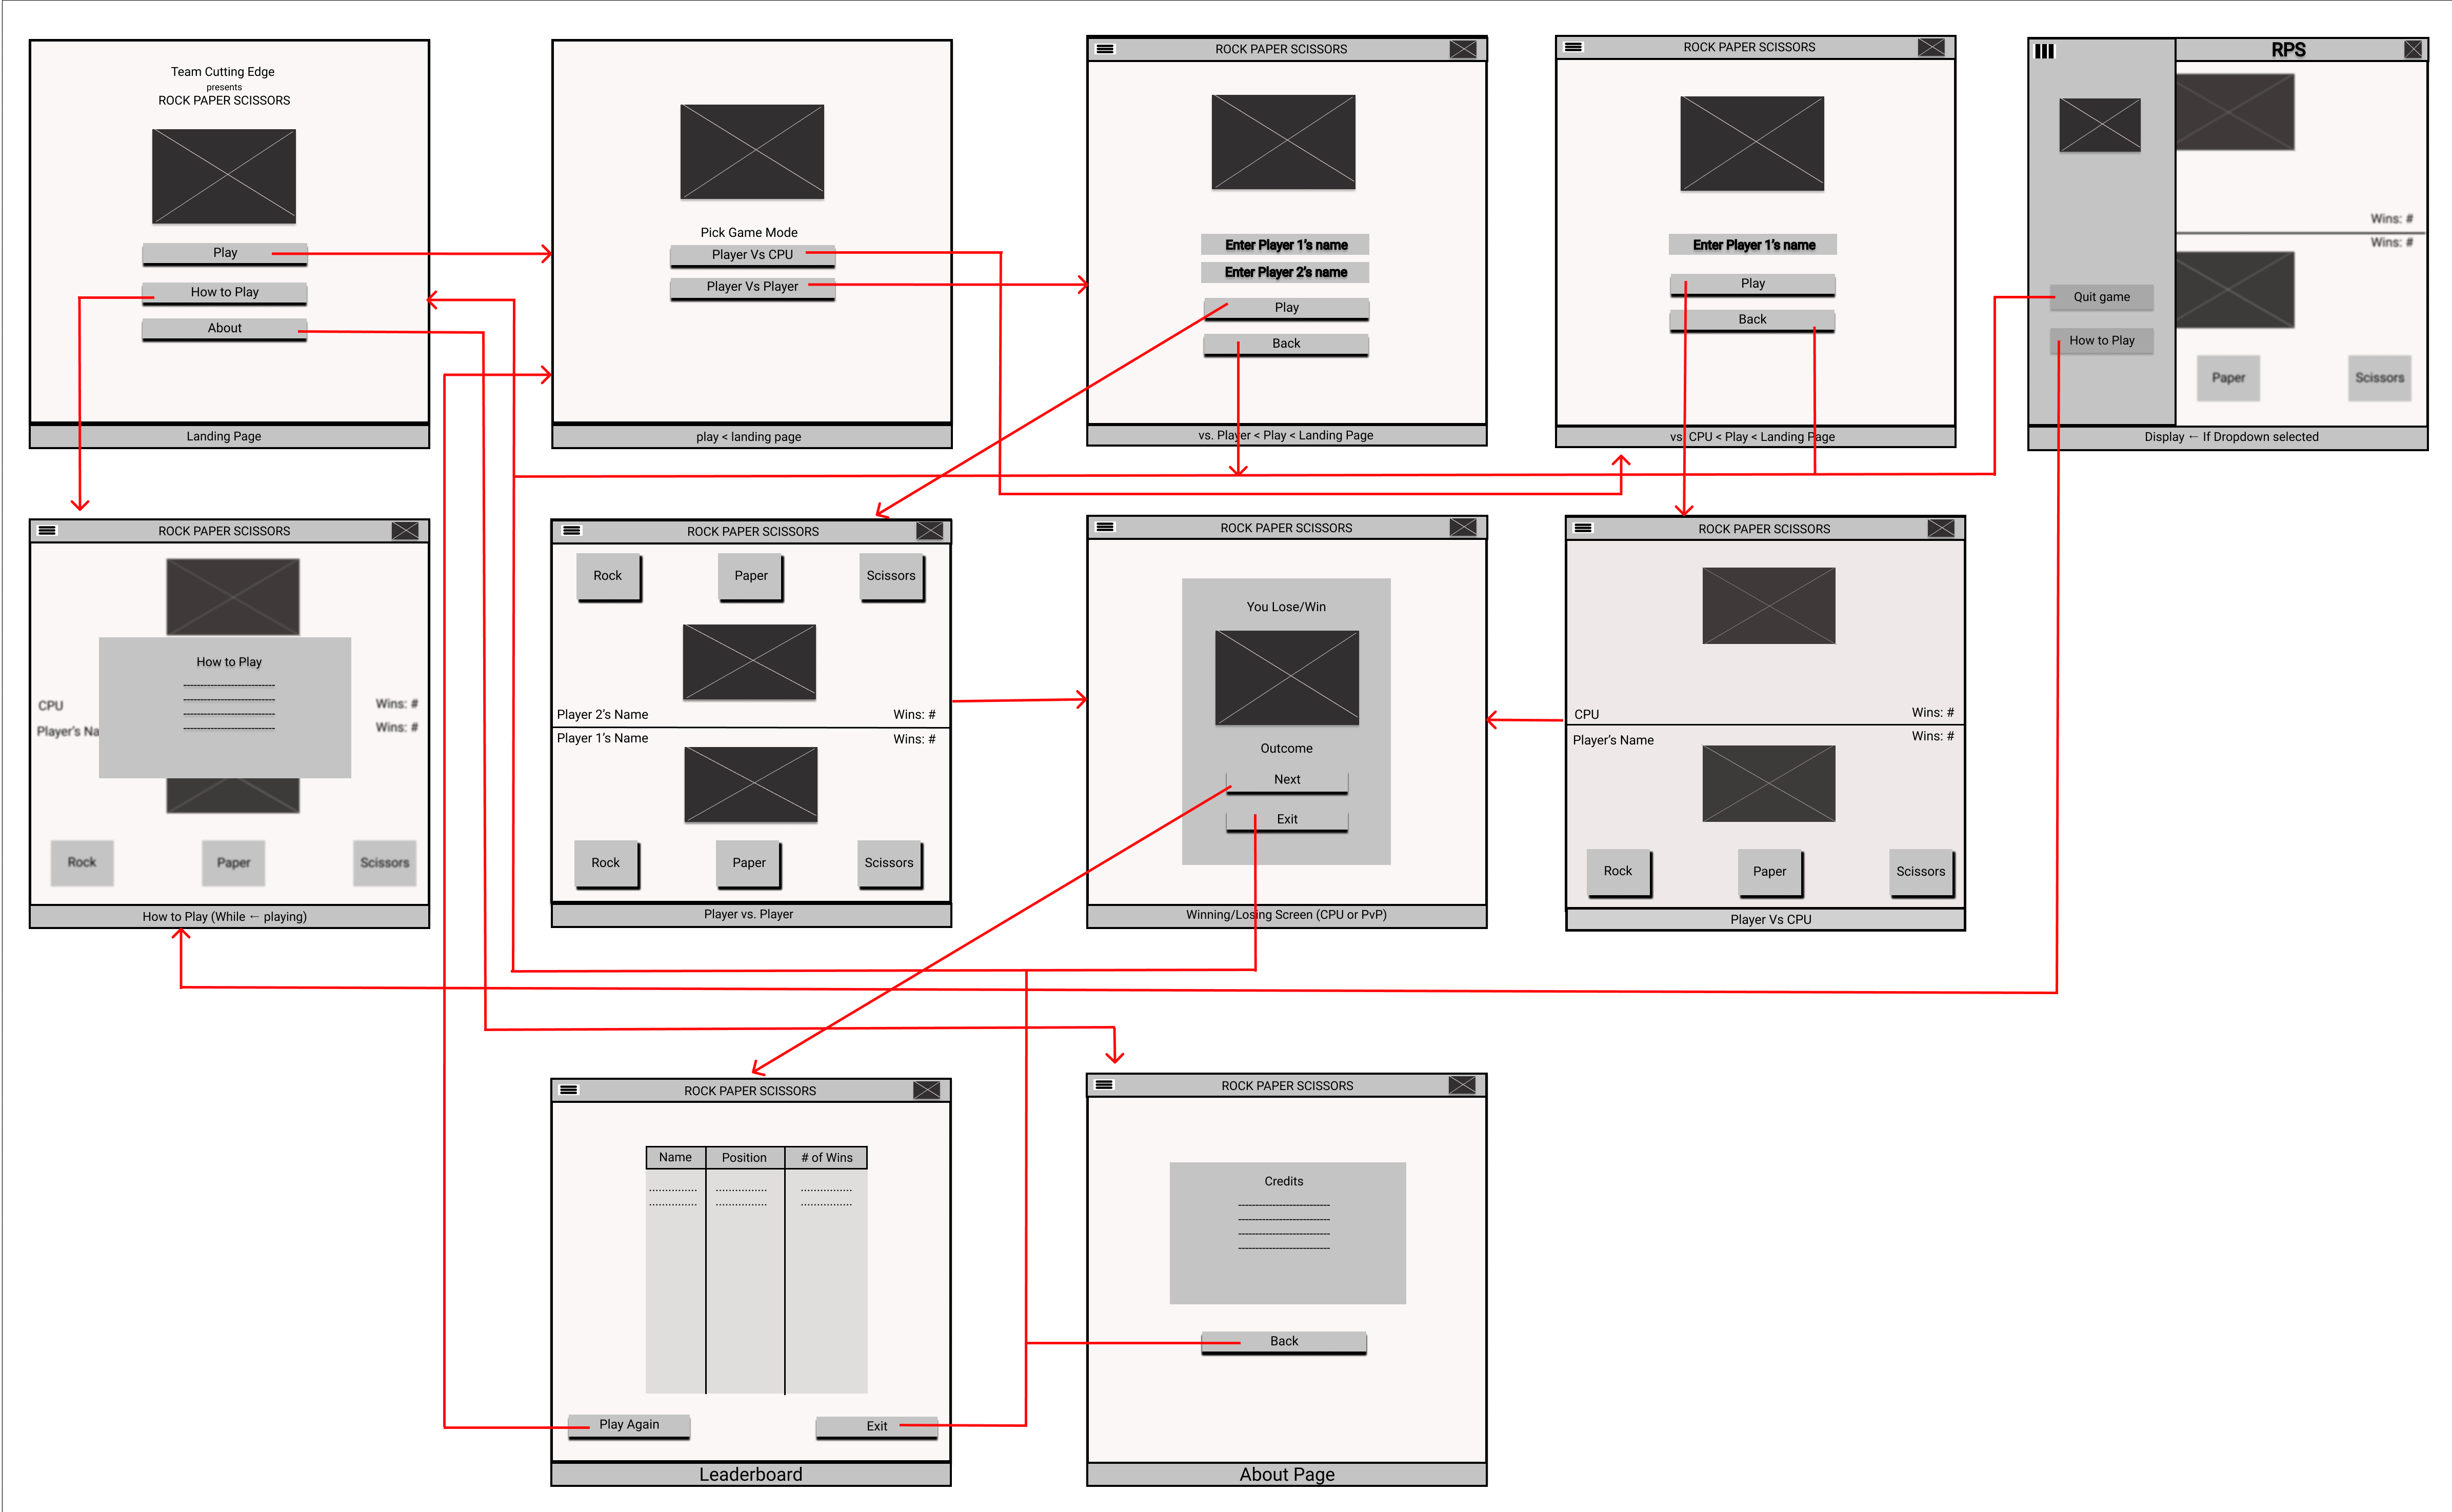 Team Cutting Edge
presents
ROCK PAPER SCISSORS
Play
How to Play
About
Landing Page
Pick Game Mode
Player Vs CPU
Player Vs Player
play < landing page
ROCK PAPER SCISSORS
Enter Player 1's name
Enter Player 2's name
Play
Back
vs. Player < Play < Landing Page
ROCK PAPER SCISSORS
Enter Player 1's name
Play
Back
vs. CPU < Play < Landing Page
RPS
Wins: #
Wins: #
Quit game
How to Play
Paper
Scissors
Display ← If Dropdown selected
ROCK PAPER SCISSORS
How to Play
CPU
Wins: #
Player's Na
Wins: #
Rock
Paper
Scissors
How to Play (While ← playing)
ROCK PAPER SCISSORS
Rock
Paper
Scissors
Player 2's Name
Wins: #
Player 1's Name
Wins: #
Rock
Paper
Scissors
Player vs. Player
ROCK PAPER SCISSORS
You Lose/Win
Outcome
Next
Exit
Winning/Losing Screen (CPU or PvP)
ROCK PAPER SCISSORS
CPU
Wins: #
Player's Name
Wins: #
Rock
Paper
Scissors
Player Vs CPU
ROCK PAPER SCISSORS
Name
Position
# of Wins
Play Again
Exit
Leaderboard
ROCK PAPER SCISSORS
Credits
Back
About Page